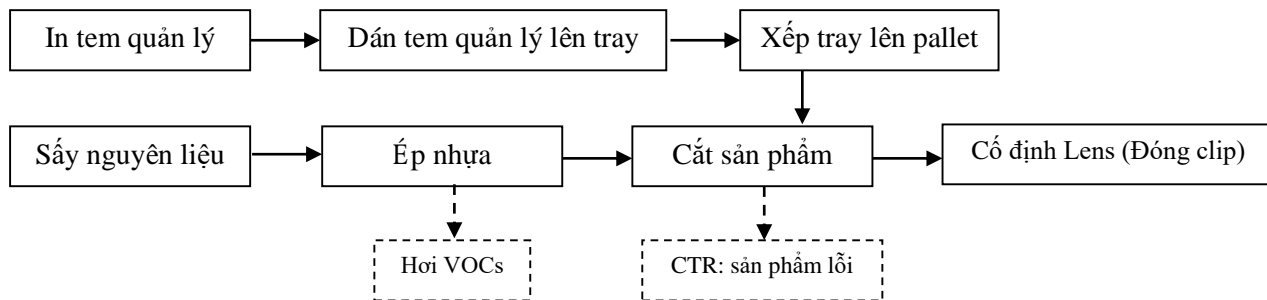 In tem quản lý
Dán tem quản lý lên tray
Xếp tray lên pallet
Sấy nguyên liệu
Ép nhựa
Cắt sản phẩm
Cố định Lens (Đóng clip)
Hơi VOCs
CTR: sản phẩm lỗi